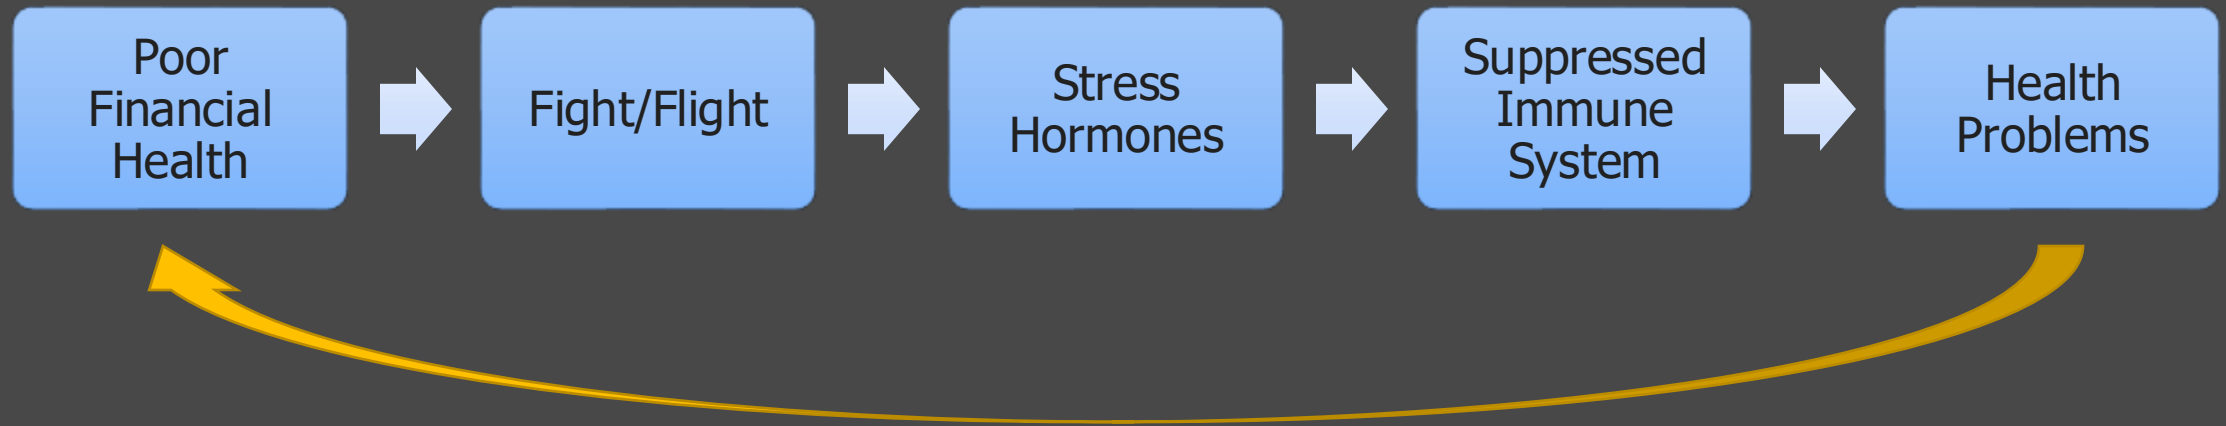 Poor
Financial
Health
Fight/Flight
Stress
Hormones
Suppressed
Immune
System
Health
Problems